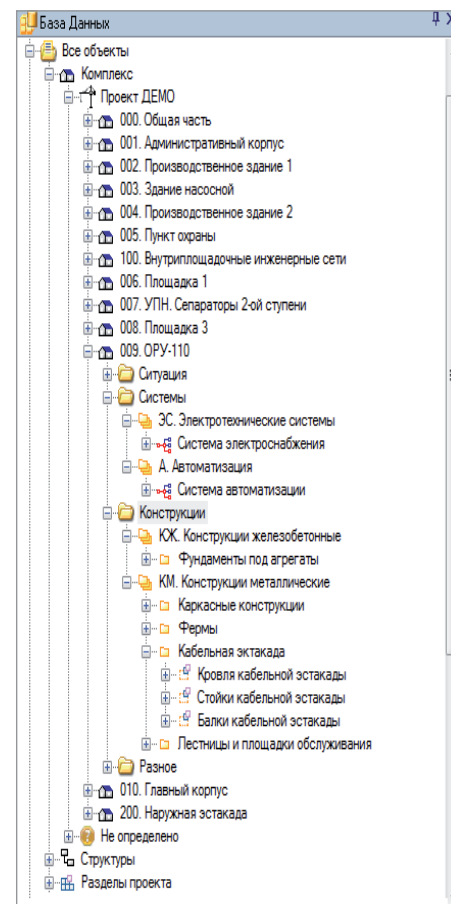 База Данных
Все объекты
Комплекс
Проект ДЕМО
000. Общая часть
001. Административный корпус
002. Производственное здание 1
003. Здание насосной
004. Производственное здание 2
005. Пункт охраны
100. Внутриплощадочные инженерные сети
006. Площадка 1
007. УПН. Сепараторы 2-ой ступени
008. Площадка 3
009. ОРУ-110
Ситуация
Системы
ЭС. Электротехнические системы
Система электроснабжения
А. Автоматизация
Система автоматизации
Конструкции
КЖ. Конструкции железобетонные
Фундаменты под агрегаты
КМ. Конструкции металлические
Каркасные конструкции
Фермы
Кабельная эктакада
Кровля кабельной эстакады
Стойки кабельной эстакады
Балки кабельной эстакады
Лестницы и площадки обслуживания
Разное
010. Главный корпус
200. Наружная эстакада
Не определено
Структуры
Разделы проекта